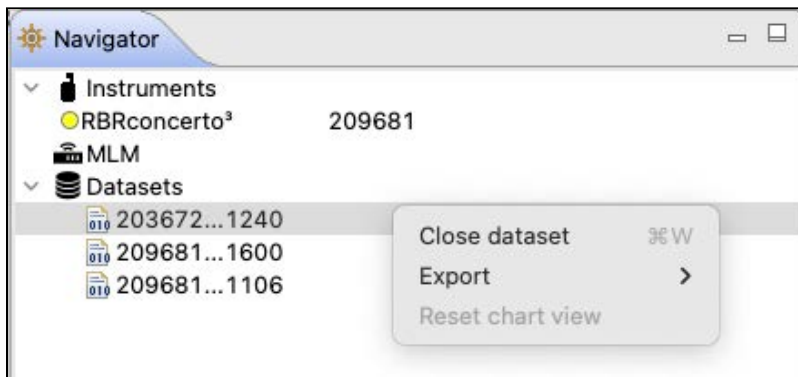 Navigator
Instruments
RBRconcerto³ 209681
MLM
Datasets
203672...1240
209681...1600
209681...1106
Close dataset ⌘W
Export
Reset chart view